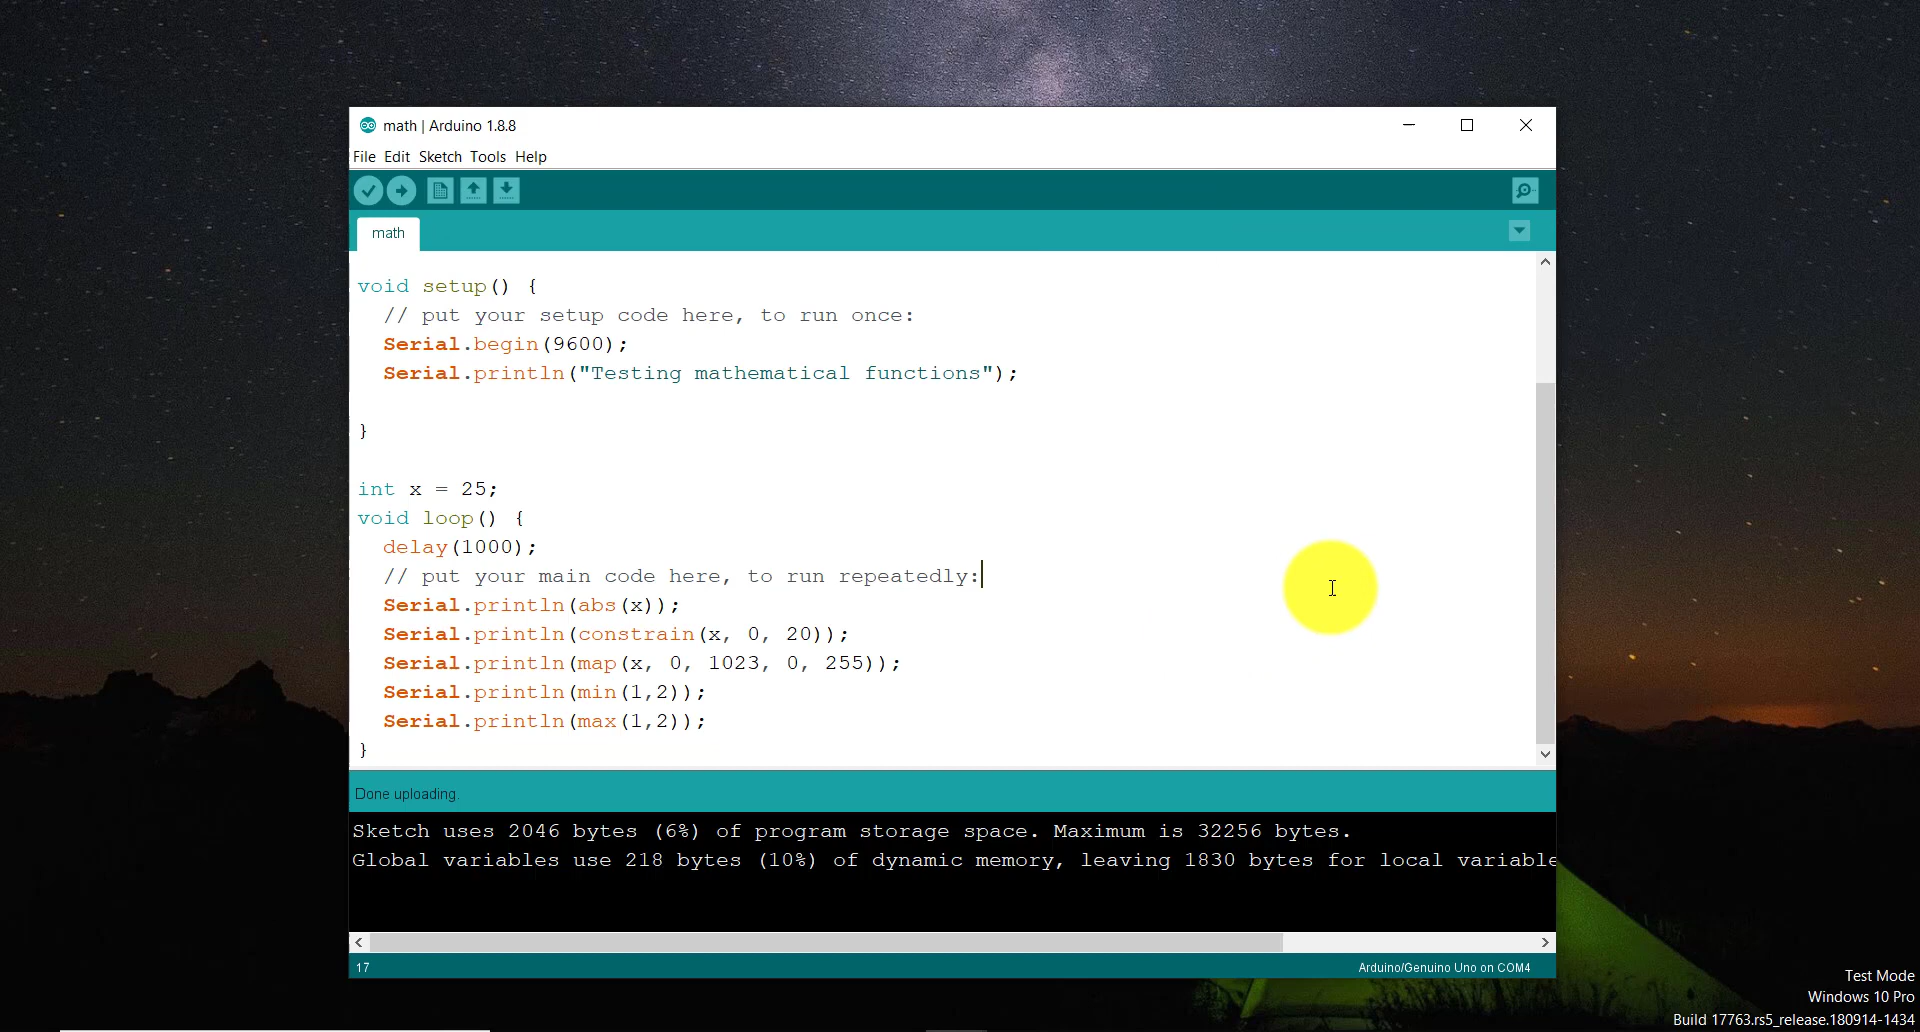 math | Arduino 1.8.8
File Edit Sketch Tools Help
math
void setup() {
// put your setup code here, to run once:
Serial.begin(9600);
Serial.println("Testing mathematical functions");
}
int x = 25;
void loop() {
delay(1000);
// put your main code here, to run repeatedly:
Serial.println(abs(x));
Serial.println(constrain(x, 0, 20));
Serial.println(map(x, 0, 1023, 0, 255));
Serial.println(min(1,2));
Serial.println(max(1,2));
}
Done uploading.
Sketch uses 2046 bytes (6%) of program storage space. Maximum is 32256 bytes.
Global variables use 218 bytes (10%) of dynamic memory, leaving 1830 bytes for local variable
17
Arduino/Genuino Uno on COM4
Test Mode
Windows 10 Pro
Build 17763.rs5_release.180914-1434